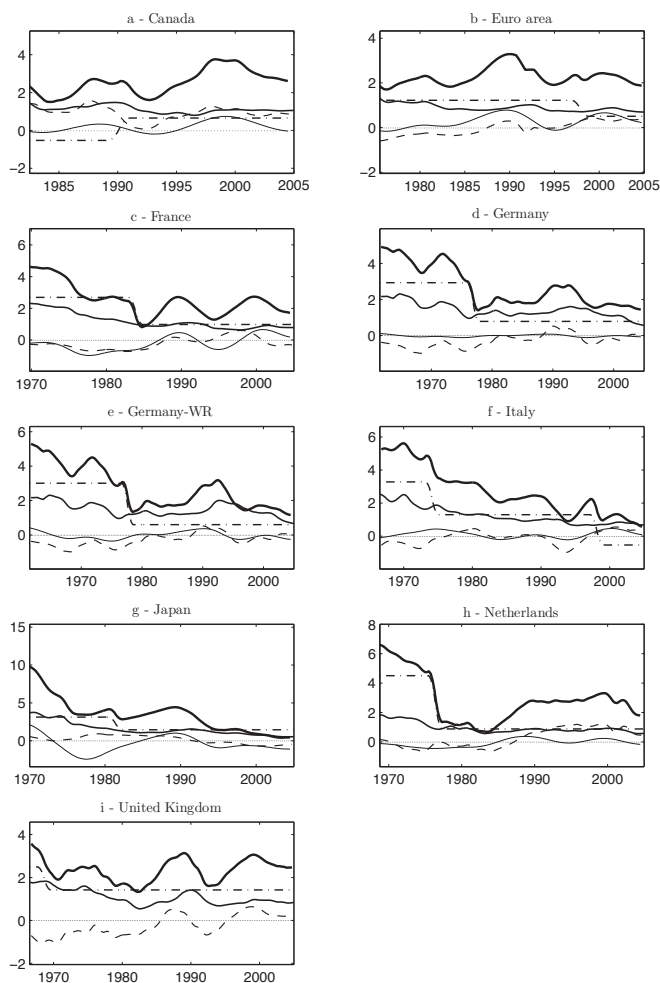 a - Canada
4
2
0
−2
1985 1990 1995 2000 2005
b - Euro area
4
2
0
−2
1980 1985 1990 1995 2000 2005
c - France
6
4
2
0
1970 1980 1990 2000
d - Germany
4
2
0
1970 1980 1990 2000
e - Germany-WR
6
4
2
0
1970 1980 1990 2000
f - Italy
6
4
2
0
1970 1980 1990 2000
g - Japan
15
10
5
0
1970 1980 1990 2000
h - Netherlands
8
6
4
2
0
1970 1980 1990 2000
i - United Kingdom
4
2
0
−2
1970 1980 1990 2000